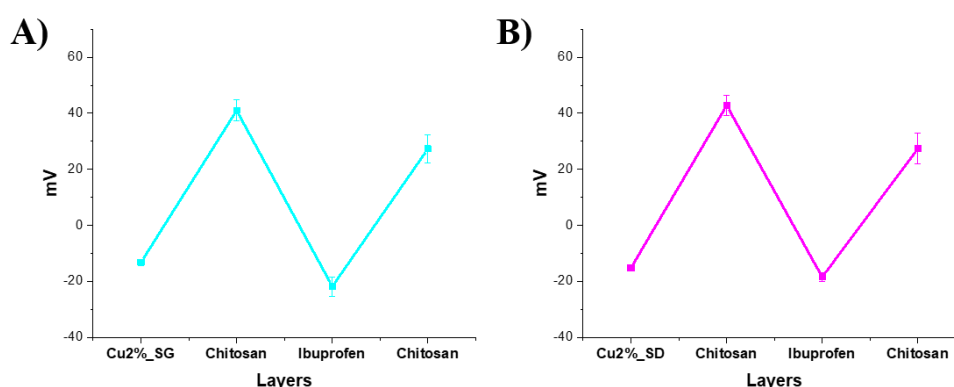 A)
60
40
20
0
-20
-40
mV
Cu2%_SG Chitosan Ibuprofen Chitosan
Layers
B)
60
40
20
0
-20
-40
mV
Cu2%_SD Chitosan Ibuprofen Chitosan
Layers